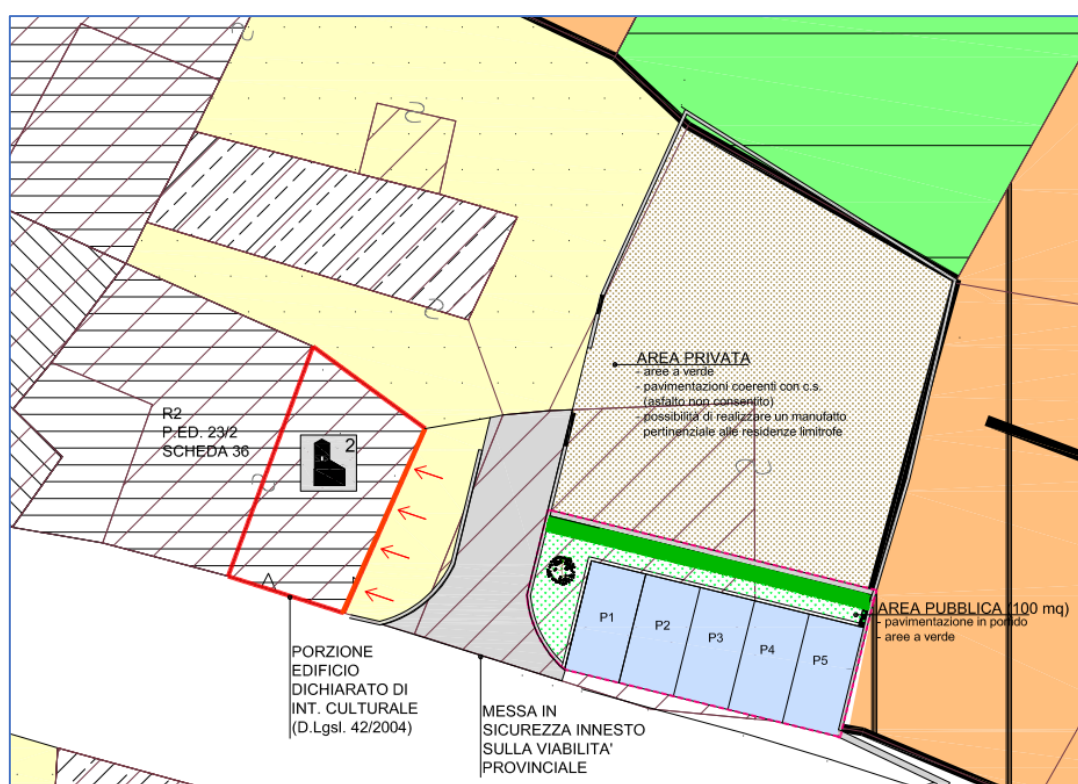 AREA PRIVATA
- aree a verde
- pavimentazioni coerenti con c.s.
(asfalto non consentito)
- possibilità di realizzare un manufatto
pertinenziale alle residenze limitrofe
R2
P.ED. 23/2
SCHEDA 36
2
P1
P2
P3
P4
P5
AREA PUBBLICA (100 mq)
- pavimentazione in porfido
- aree a verde
PORZIONE
EDIFICIO
DICHIARATO DI
INT. CULTURALE
(D.Lgsl. 42/2004)
MESSA IN
SICUREZZA INNESTO
SULLA VIABILITA'
PROVINCIALE